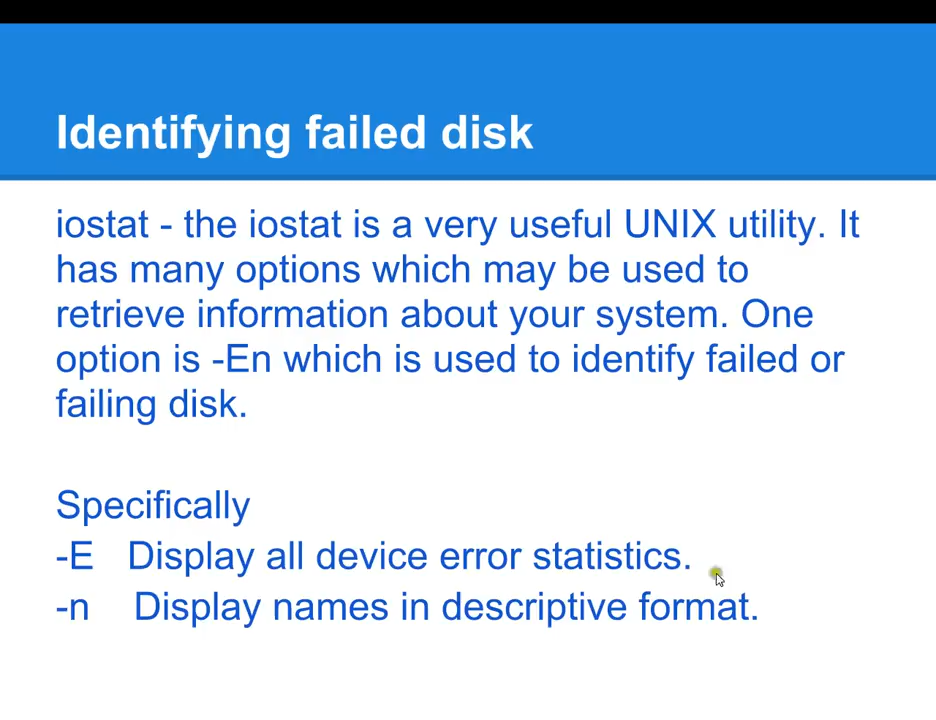 Identifying failed disk
iostat - the iostat is a very useful UNIX utility. It
has many options which may be used to
retrieve information about your system. One
option is -En which is used to identify failed or
failing disk.
Specifically
-E Display all device error statistics.
-n Display names in descriptive format.